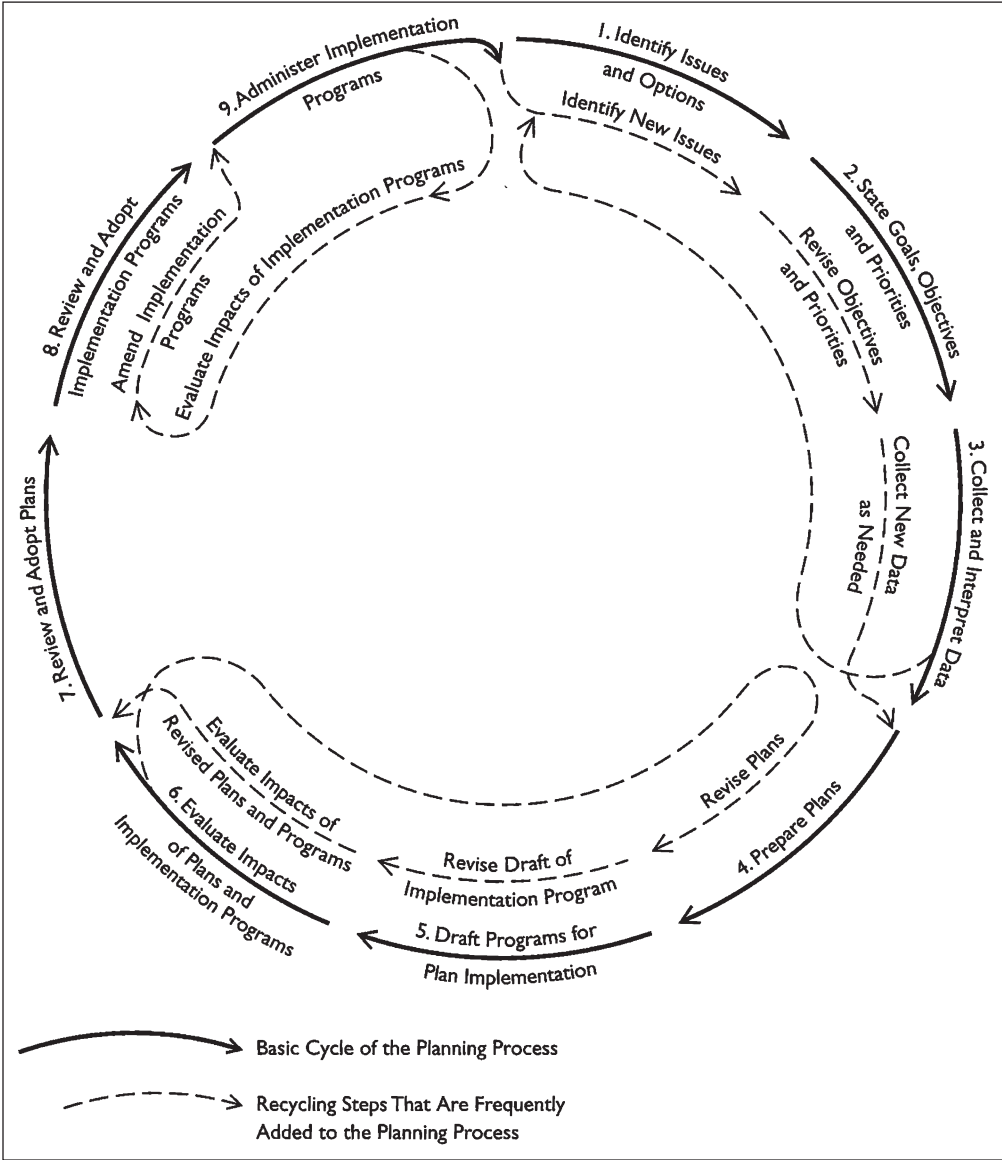 1. Identify Issues
and Options
Identify New Issues
2. State Goals, Objectives
and Priorities
Revise Objectives
and Priorities
3. Collect and Interpret Data
Collect New Data
as Needed
4. Prepare Plans
Revise Plans
5. Draft Programs for
Plan Implementation
Revise Draft of
Implementation Program
6. Evaluate Impacts
of Plans and
Implementation Programs
Evaluate Impacts of
Revised Plans and Programs
7. Review and Adopt Plans
8. Review and Adopt
Implementation Programs
Amend Implementation
Programs
Evaluate Impacts of Implementation Programs
9. Administer Implementation
Programs
Basic Cycle of the Planning Process
Recycling Steps That Are Frequently
Added to the Planning Process